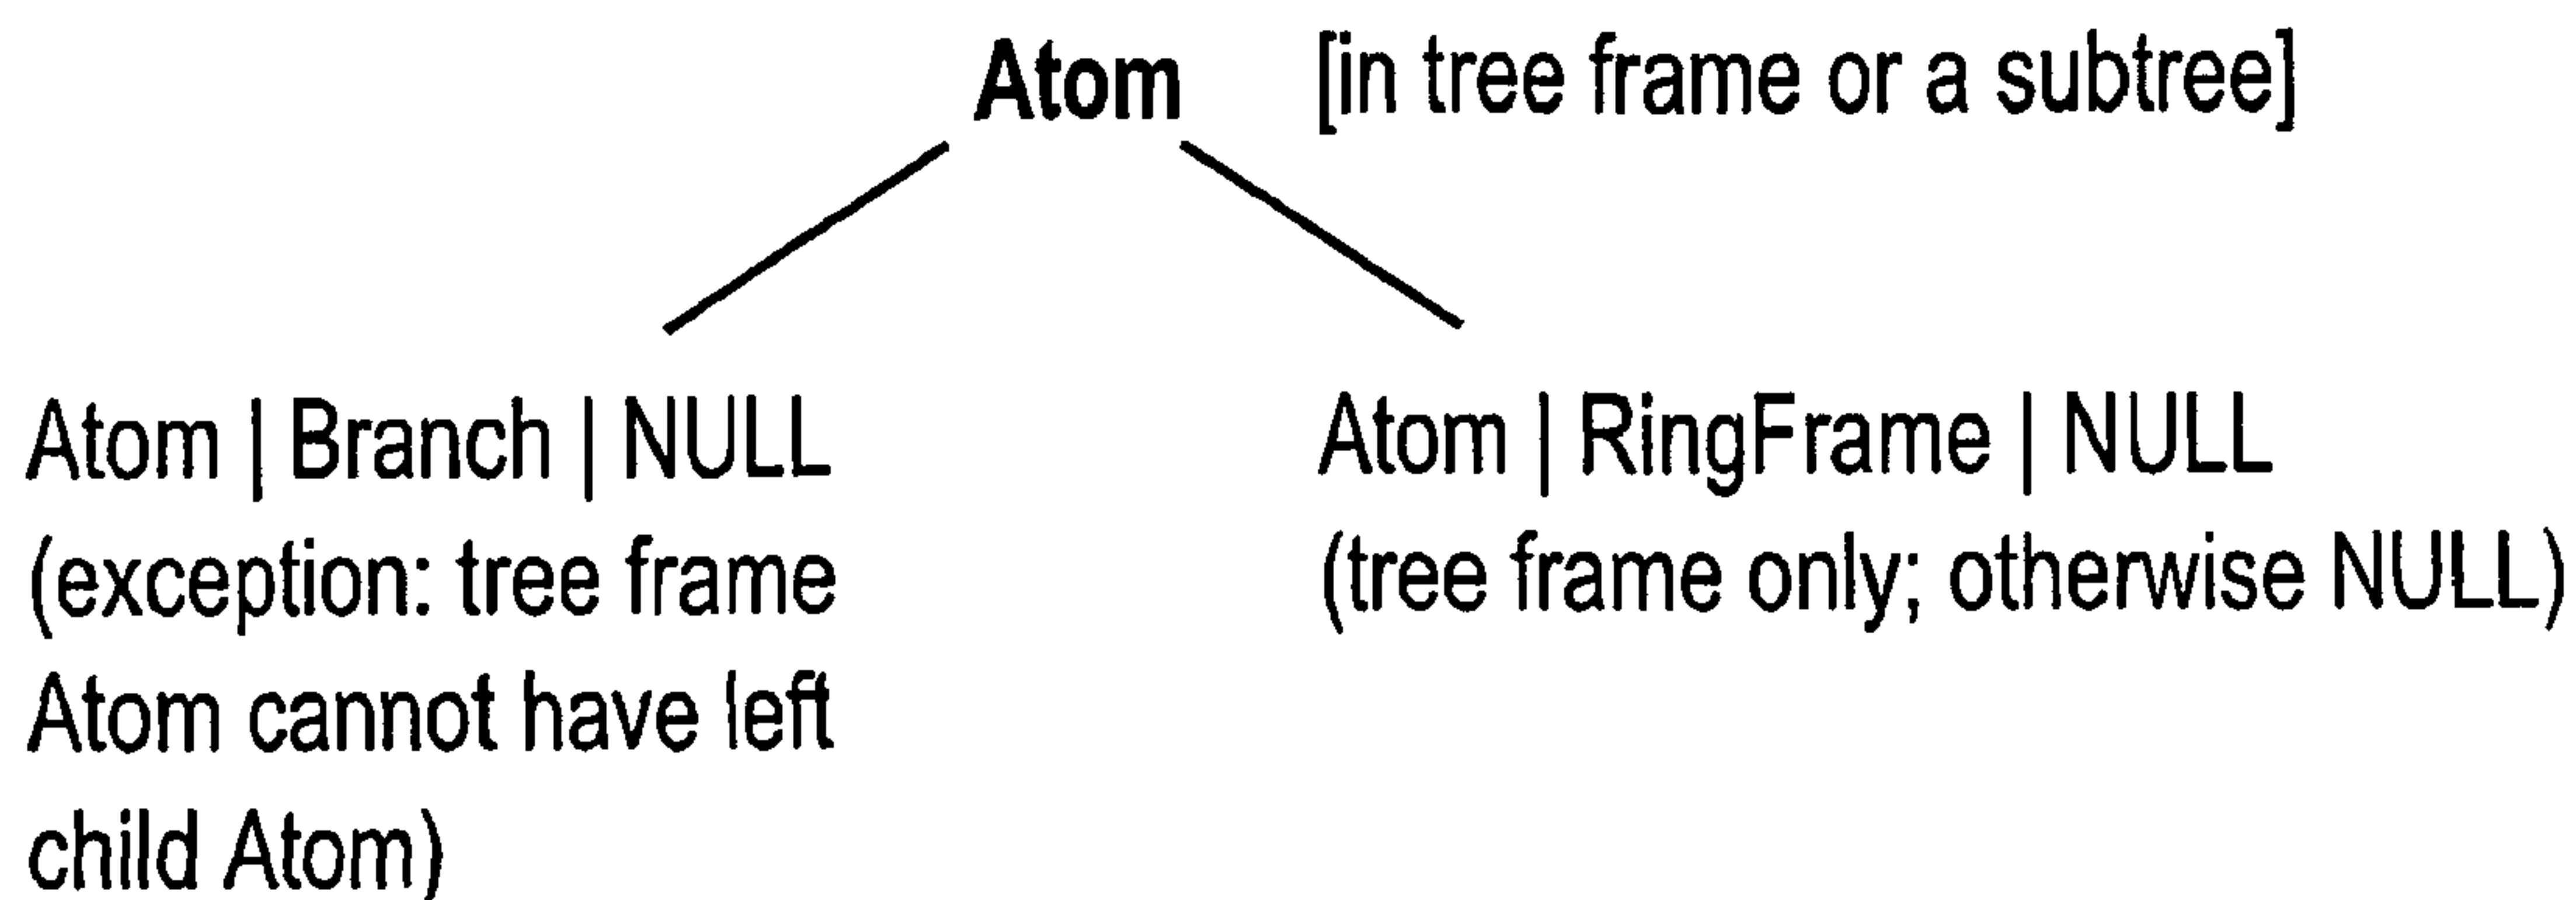 Atom [in tree frame or a subtree]
Atom | Branch | NULL
(exception: tree frame
Atom cannot have left
child Atom)
Atom | RingFrame | NULL
(tree frame only; otherwise NULL)